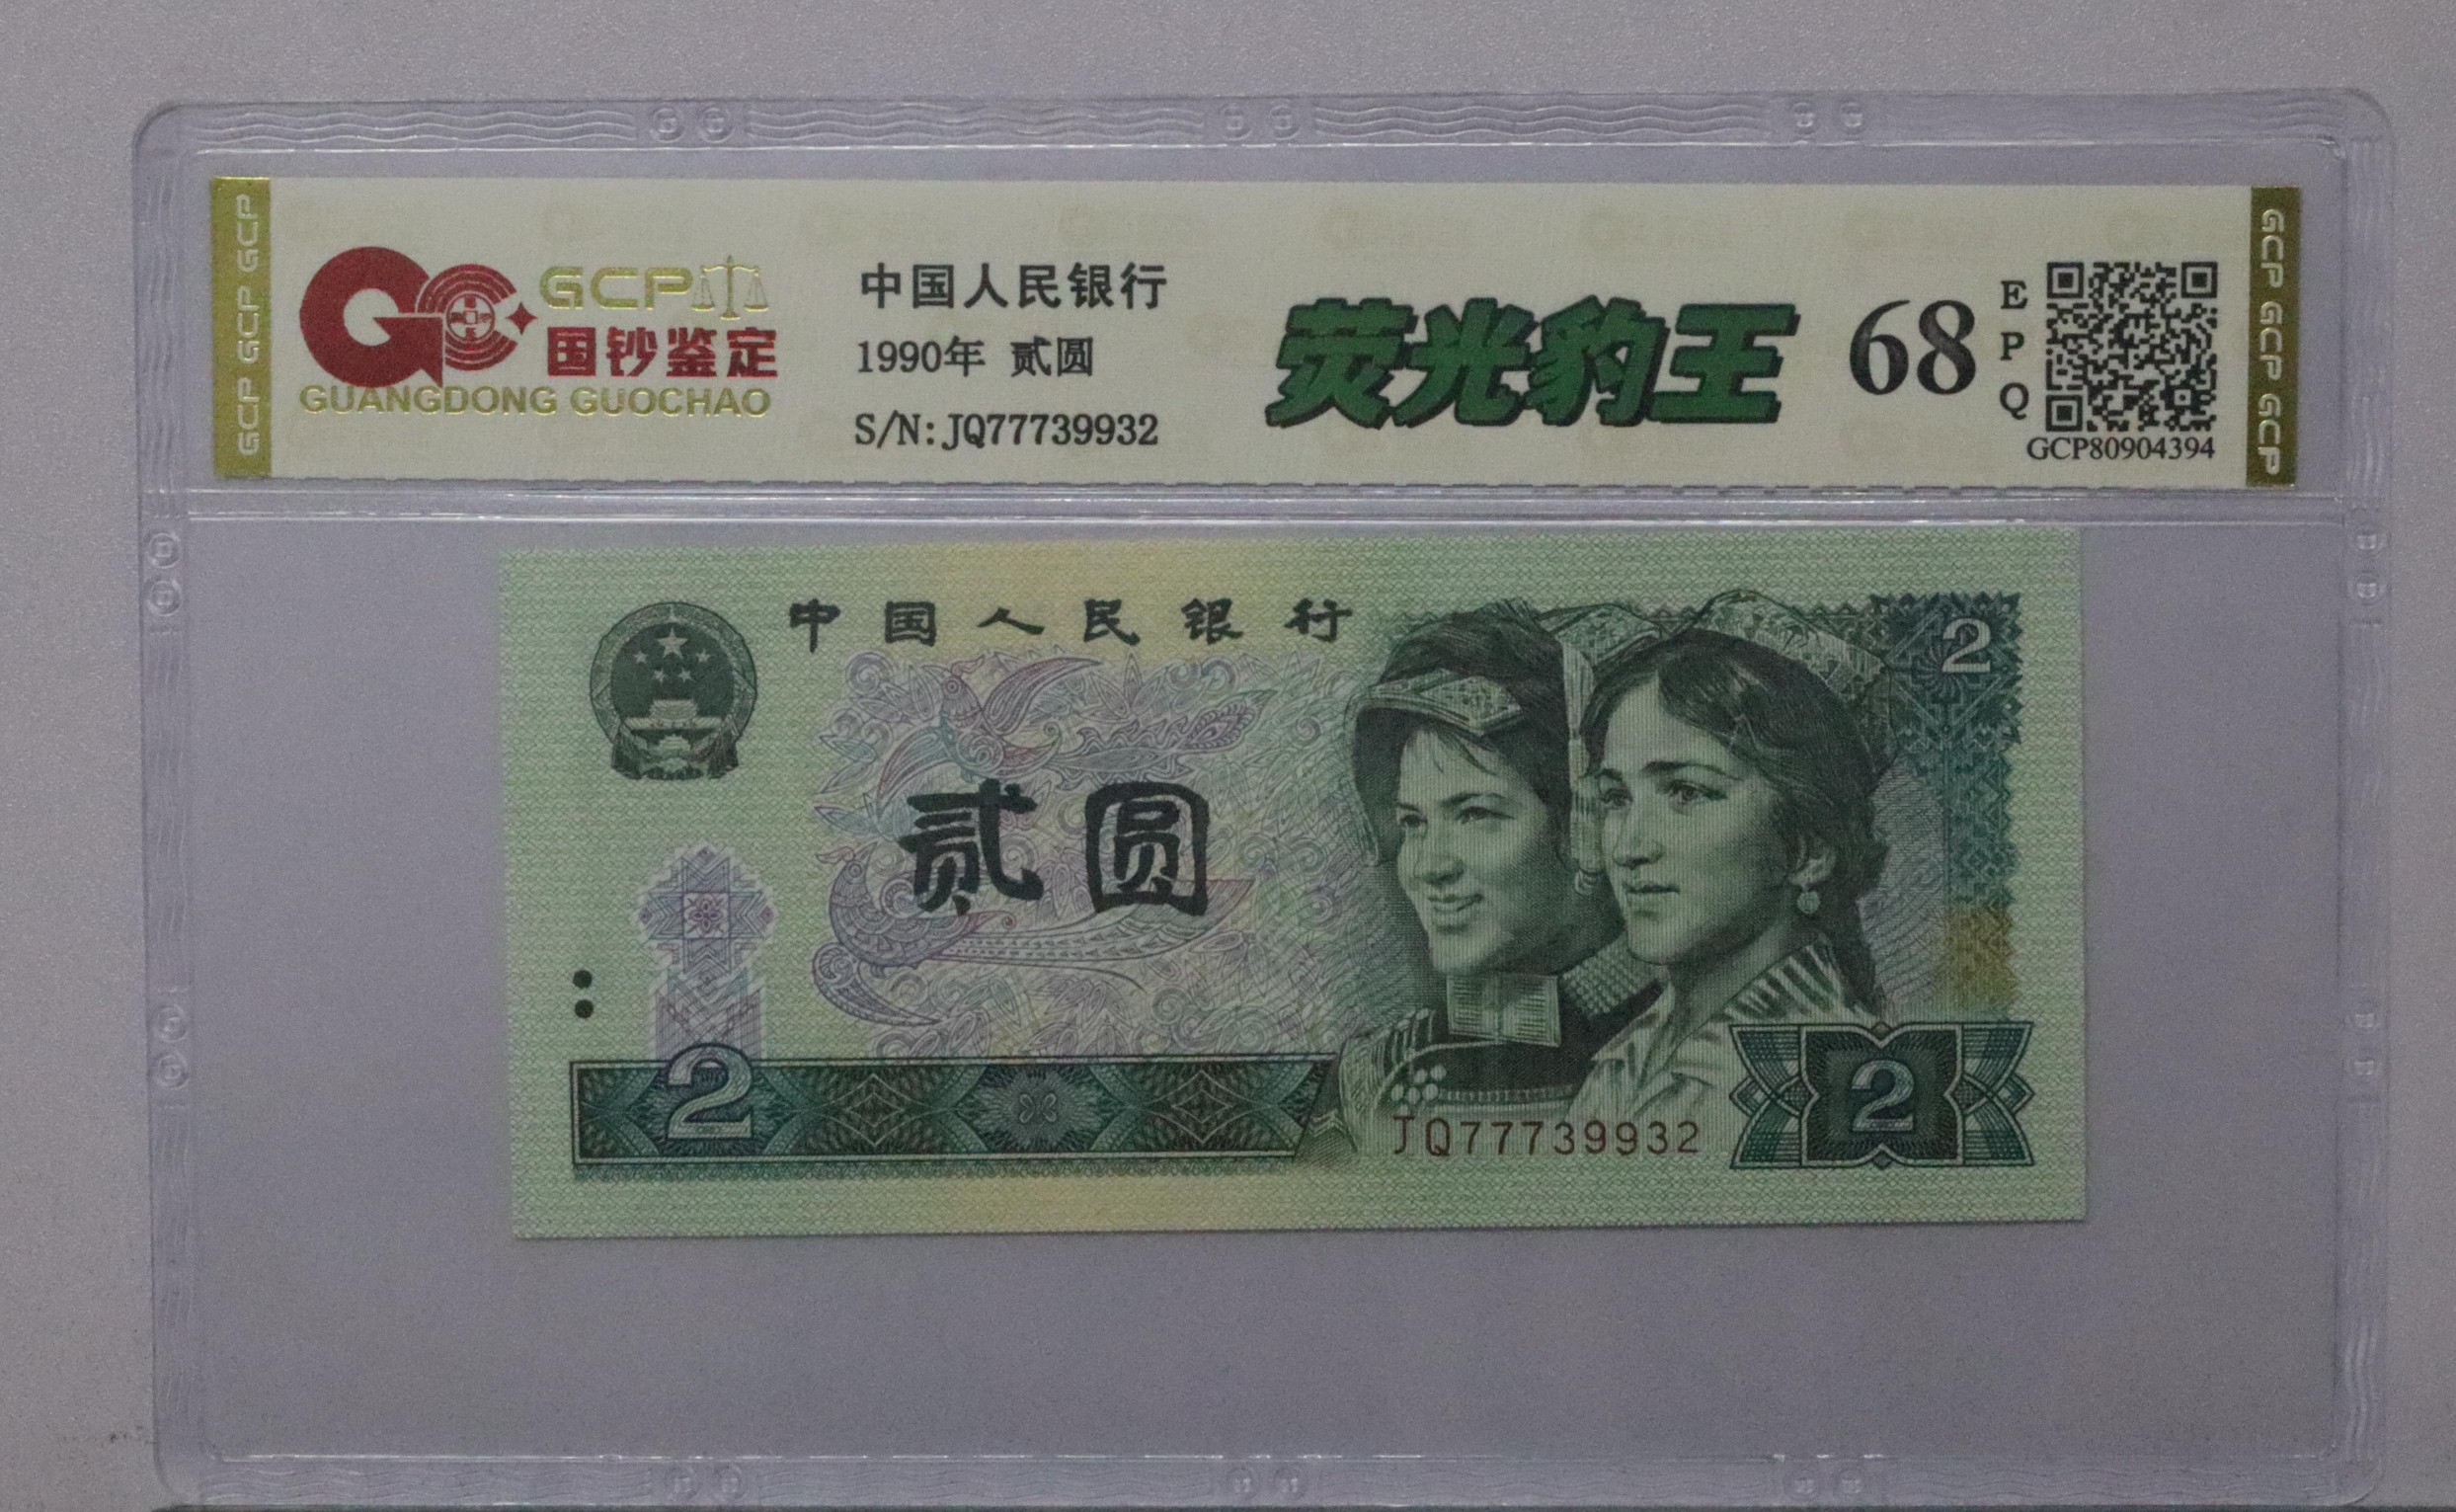 GCP GCP GCP
GCP
国钞鉴定
GUANGDONG GUOCHAO
中国人民银行
1990年 贰圆
S/N:JQ77739932
荧光豹王
68
EPQ
GCP80904394
GCP GCP GCP GCP
中国人民银行
2
贰圆
2
JQ77739932
2